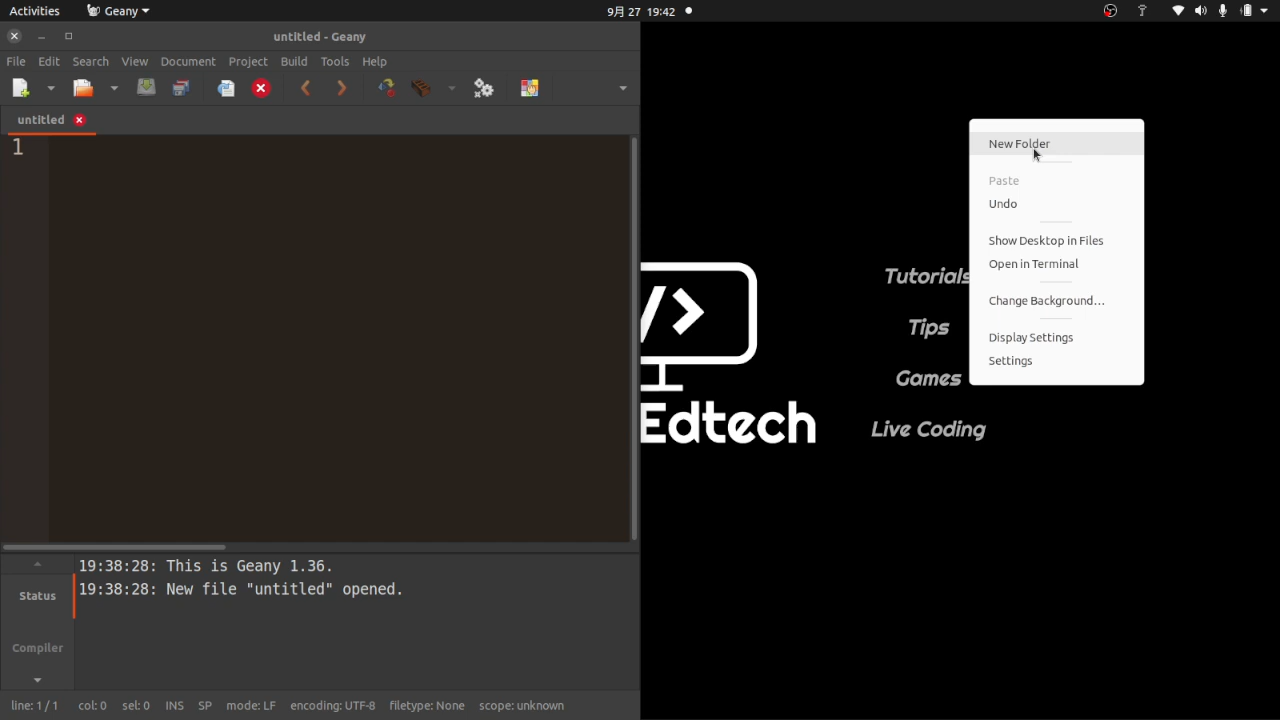 Activities Geany 9月 27 19:42
untitled - Geany
File Edit Search View Document Project Build Tools Help
untitled
1
19:38:28: This is Geany 1.36.
19:38:28: New file "untitled" opened.
Status
Compiler
line: 1 / 1 col: 0 sel: 0 INS SP mode: LF encoding: UTF-8 filetype: None scope: unknown
New Folder
Paste
Undo
Show Desktop in Files
Open in Terminal
Change Background…
Display Settings
Settings
Tutorials
Tips
Games
Live Coding
Edtech